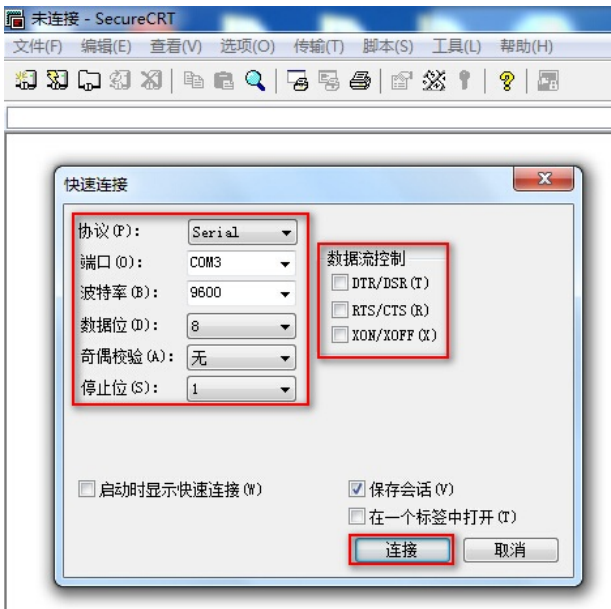 未连接 - SecureCRT
文件(F) 编辑(E) 查看(V) 选项(O) 传输(T) 脚本(S) 工具(L) 帮助(H)
快速连接
协议(P): Serial
端口(O): COM3
波特率(B): 9600
数据位(D): 8
奇偶校验(A): 无
停止位(S): 1
数据流控制
DTR/DSR(T)
RTS/CTS(R)
XON/XOFF(X)
启动时显示快速连接(W)
保存会话(V)
在一个标签中打开(T)
连接 取消